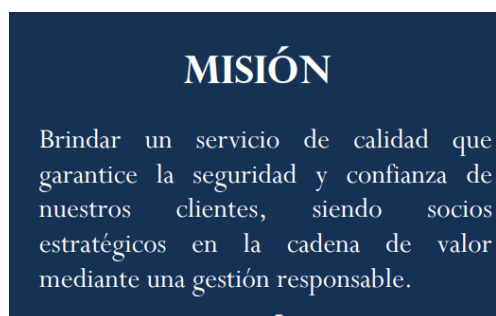 MISIÓN
Brindar un servicio de calidad que
garantice la seguridad y confianza de
nuestros clientes, siendo socios
estratégicos en la cadena de valor
mediante una gestión responsable.